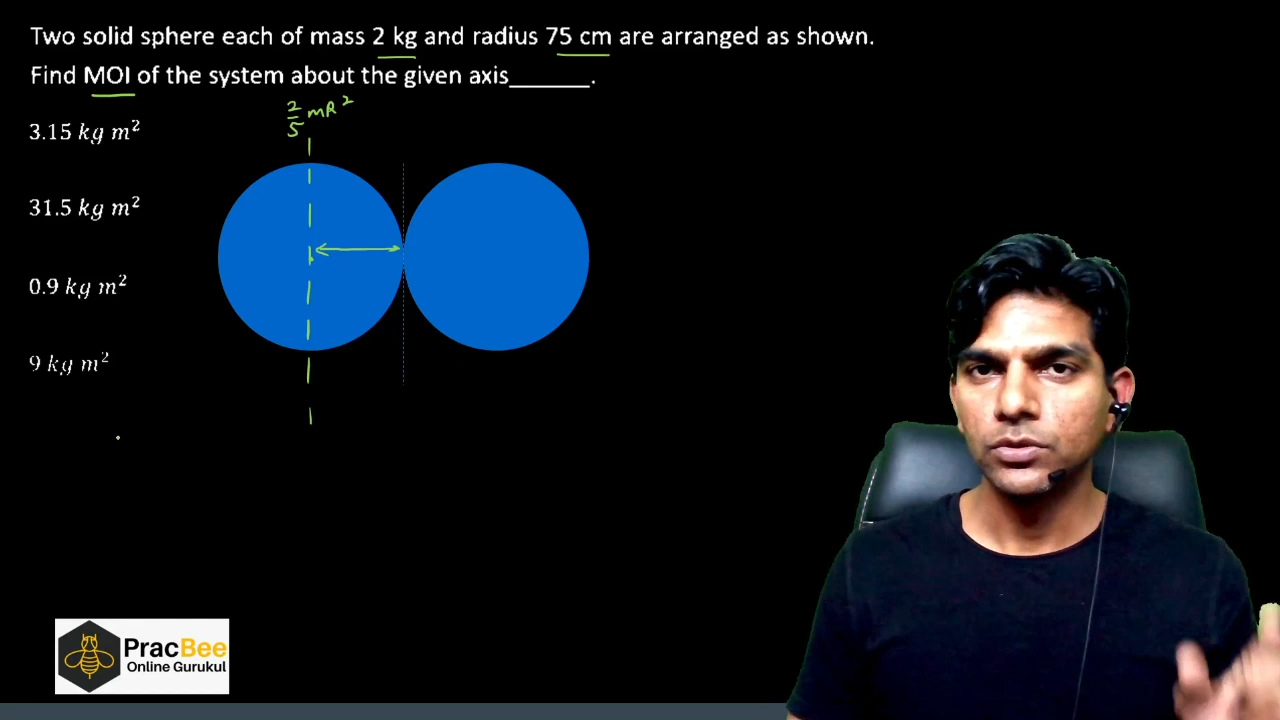 Two solid sphere each of mass 2 kg and radius 75 cm are arranged as shown.
Find MOI of the system about the given axis______.
2/5 mR²
3.15 kg m²
31.5 kg m²
0.9 kg m²
9 kg m²
PracBee
Online Gurukul